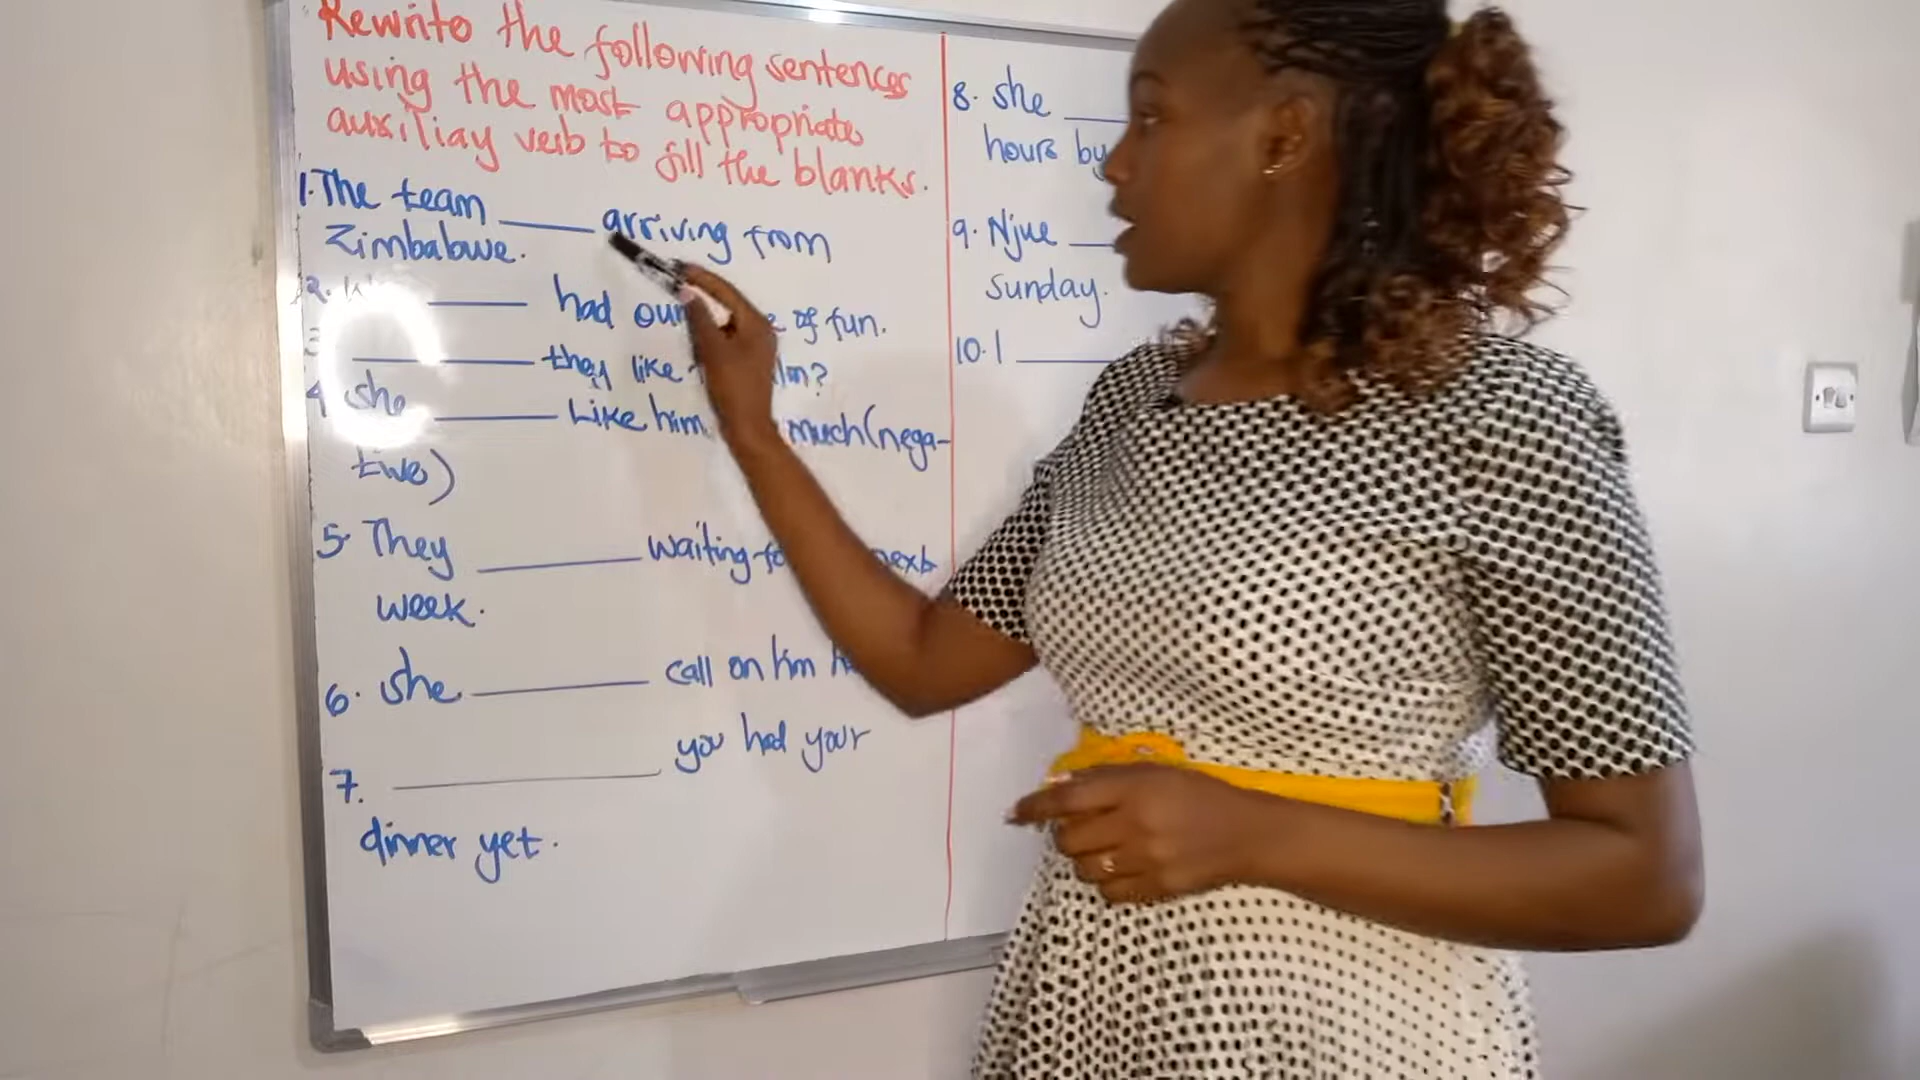 Rewrite the following sentences
using the most appropriate
auxiliay verb to fill the blanks.
1. The team ____ arriving from
Zimbabwe.
2. ____ had our of fun.
3 ____ they like ?
4 she ____ Like him much (nega-
tive)
5. They ____ waiting next
week.
6. she ____ call on him
7. ____ you had your
dinner yet.
8. she ____
hours by
9. Njue ____
sunday.
10. I ____